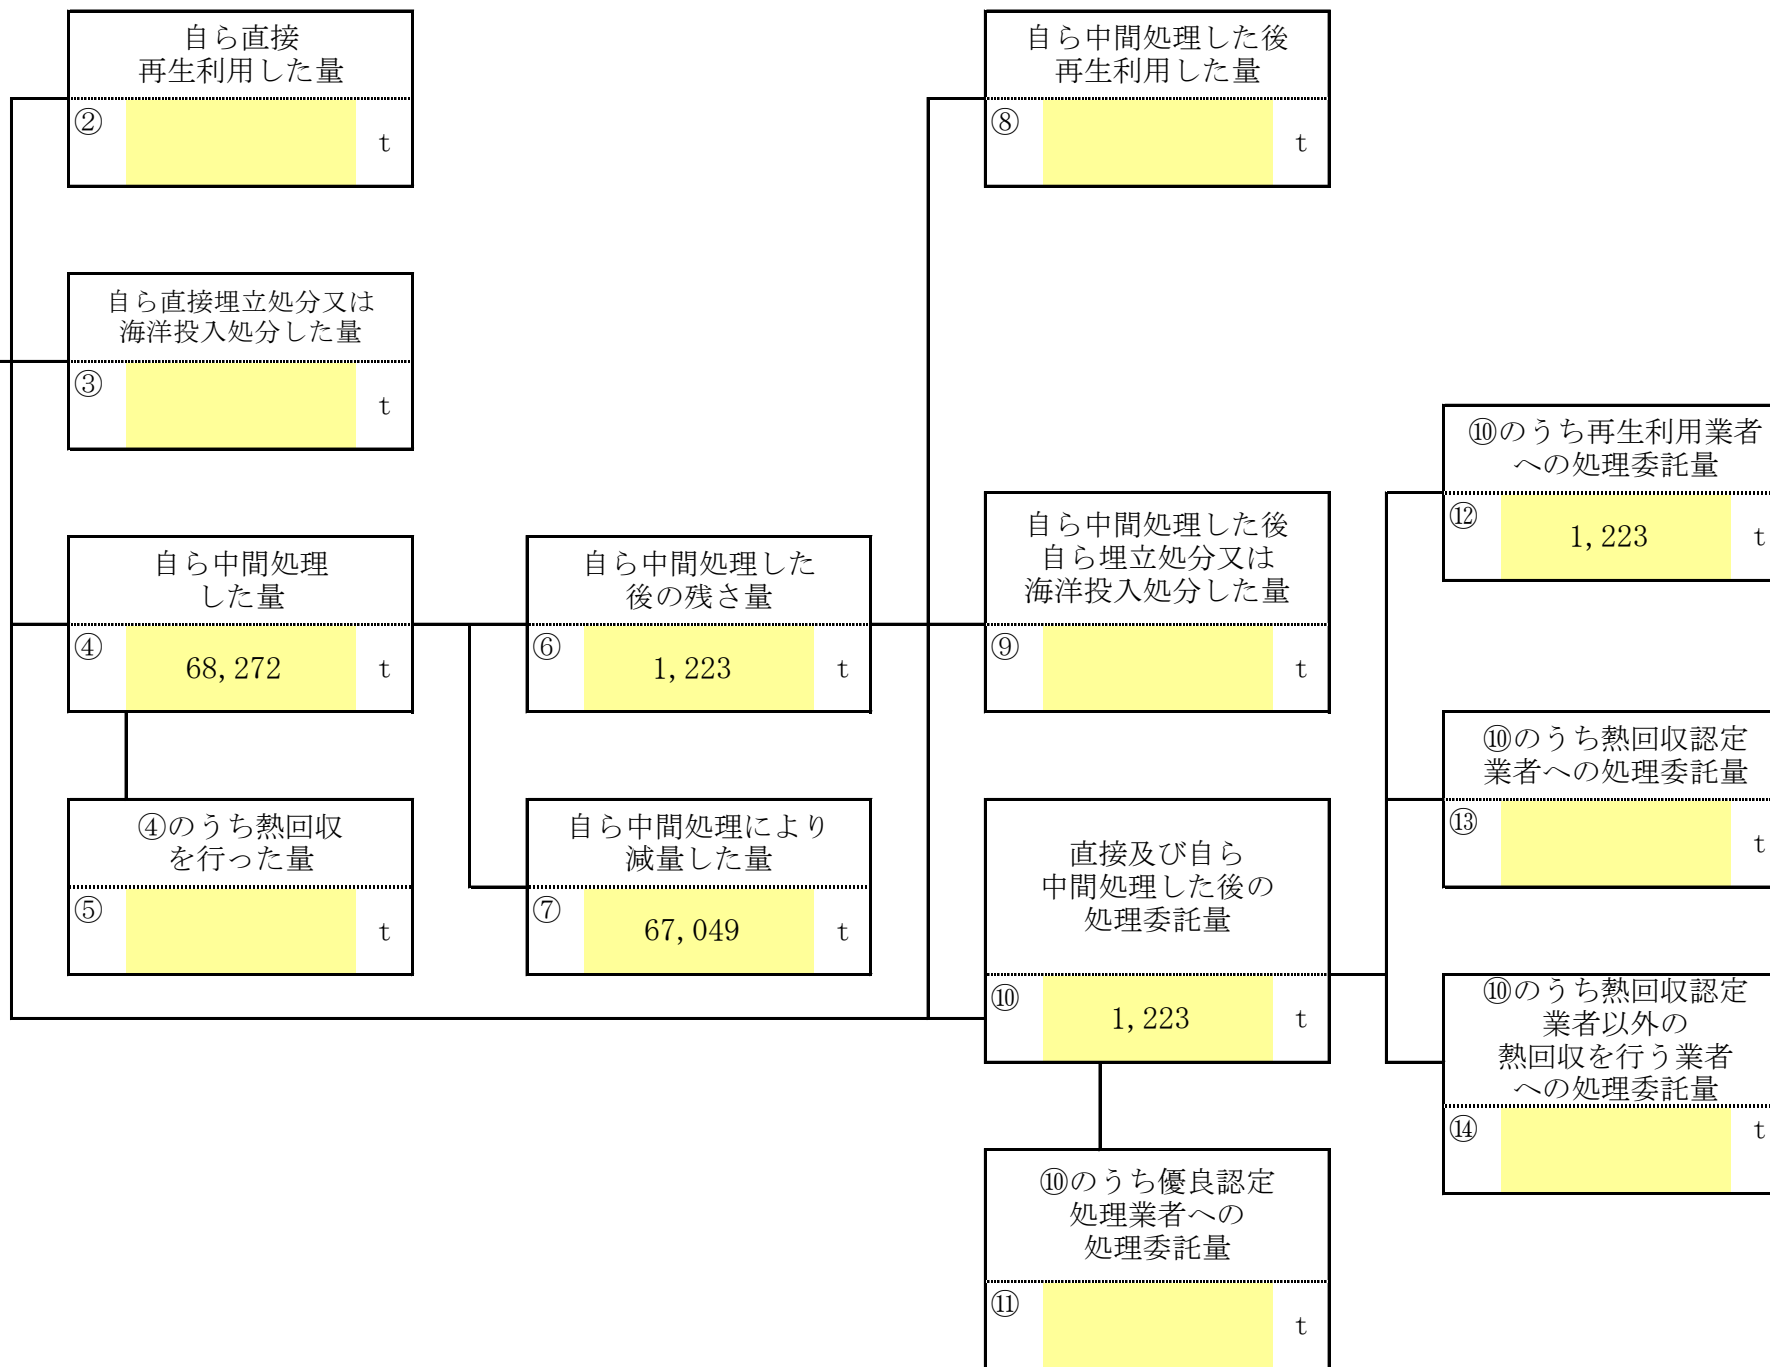 自ら直接
再生利用した量
②
t
自ら直接埋立処分又は
海洋投入処分した量
③
t
自ら中間処理
した量
④
68,272
t
④のうち熱回収
を行った量
⑤
t
自ら中間処理した
後の残さ量
⑥
1,223
t
自ら中間処理により
減量した量
⑦
67,049
t
自ら中間処理した後
再生利用した量
⑧
t
自ら中間処理した後
自ら埋立処分又は
海洋投入処分した量
⑨
t
直接及び自ら
中間処理した後の
処理委託量
⑩
1,223
t
⑩のうち優良認定
処理業者への
処理委託量
⑪
t
⑩のうち再生利用業者
への処理委託量
⑫
1,223
t
⑩のうち熱回収認定
業者への処理委託量
⑬
t
⑩のうち熱回収認定
業者以外の
熱回収を行う業者
への処理委託量
⑭
t